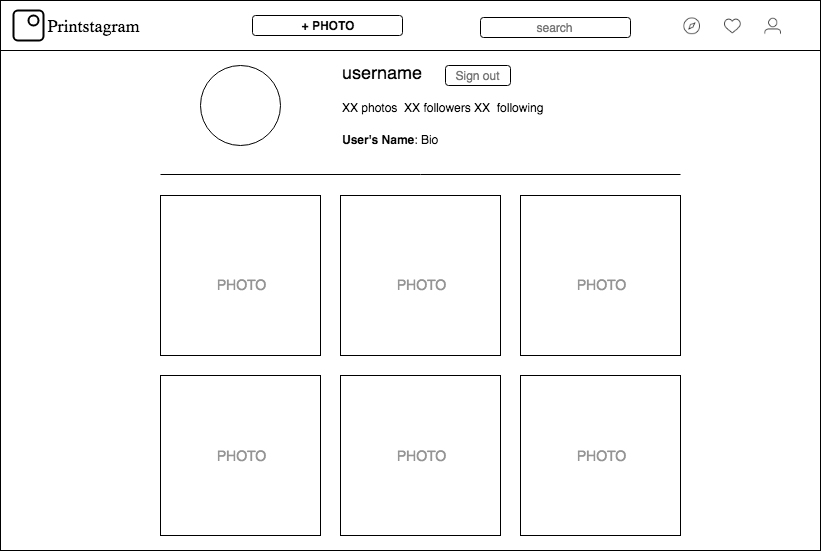 Printstagram
+ PHOTO
search
username
Sign out
XX photos  XX followers XX  following
User's Name: Bio
PHOTO
PHOTO
PHOTO
PHOTO
PHOTO
PHOTO